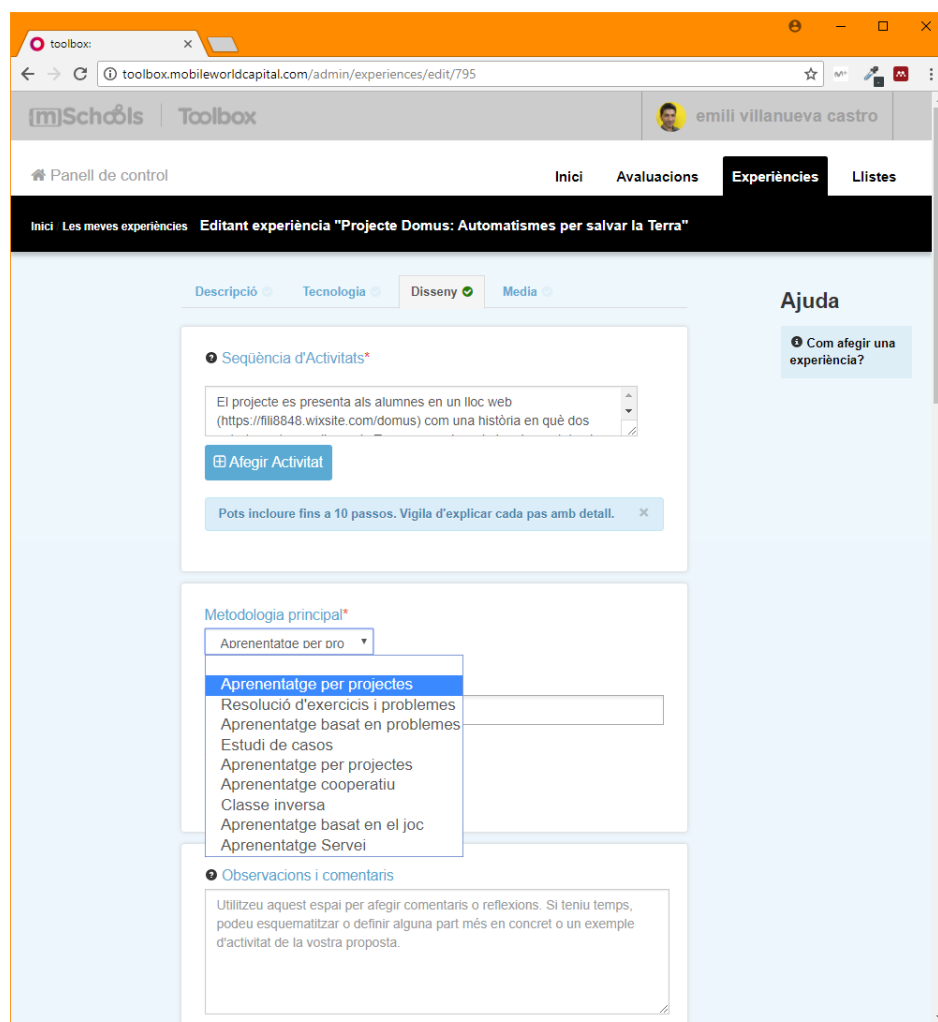 toolbox:
toolbox.mobileworldcapital.com/admin/experiences/edit/795
{m}Schools | Toolbox
emili villanueva castro
Panell de control
Inici Avaluacions Experiències Llistes
Inici / Les meves experiències Editant experiència "Projecte Domus: Automatismes per salvar la Terra"
Descripció Tecnologia Disseny Media
Ajuda
Com afegir una
experiència?
Seqüència d'Activitats*
El projecte es presenta als alumnes en un lloc web
(https://fili8848.wixsite.com/domus) com una història en què dos
Afegir Activitat
Pots incloure fins a 10 passos. Vigila d'explicar cada pas amb detall. ×
Metodologia principal*
Aprenentatge per pro
Aprenentatge per projectes
Resolució d'exercicis i problemes
Aprenentatge basat en problemes
Estudi de casos
Aprenentatge per projectes
Aprenentatge cooperatiu
Classe inversa
Aprenentatge basat en el joc
Aprenentatge Servei
Observacions i comentaris
Utilitzeu aquest espai per afegir comentaris o reflexions. Si teniu temps,
podeu esquematitzar o definir alguna part més en concret o un exemple
d'activitat de la vostra proposta.